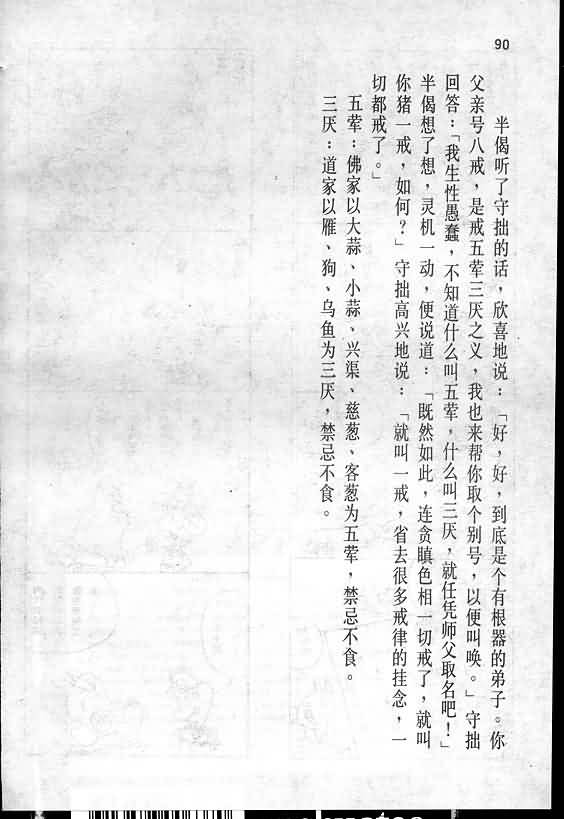 90
半偈听了守拙的话，欣喜地说：「好，好，到底是个有根器的弟子。你
父亲号八戒，是戒五荤三厌之义，我也来帮你取个别号，以便叫唤。」守拙
回答：「我生性愚蠢，不知道什么叫五荤，什么叫三厌，就任凭师父取名吧！」
半偈想了想，灵机一动，便说道：「既然如此，连贪瞋色相一切戒了，就叫
你猪一戒，如何？」守拙高兴地说：「就叫一戒，省去很多戒律的挂念，一
切都戒了。」
五荤：佛家以大蒜、小蒜、兴渠、慈葱、客葱为五荤，禁忌不食。
三厌：道家以雁、狗、乌鱼为三厌，禁忌不食。